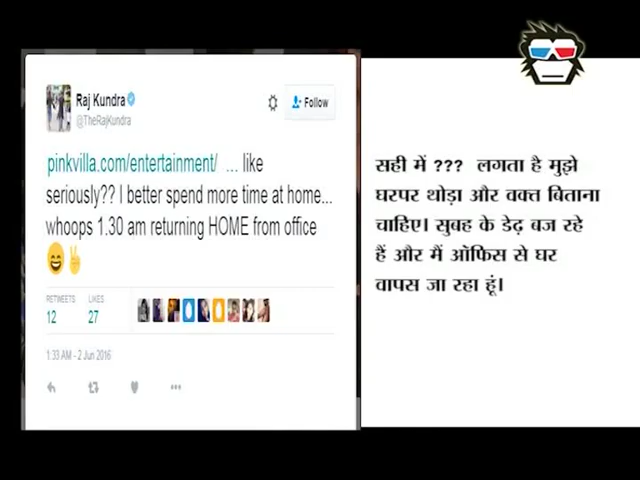 Raj Kundra
@TheRajKundra
Follow
pinkvilla.com/entertainment/ ... like
seriously?? I better spend more time at home...
whoops 1.30 am returning HOME from office
😄✌
RETWEETS LIKES
12 27
1:33 AM - 2 Jun 2016
सही में ??? लगता है मुझे
घरपर थोड़ा और वक्त बिताना
चाहिए। सुबह के डेढ़ बज रहे
हैं और मैं ऑफिस से घर
वापस जा रहा हूं।